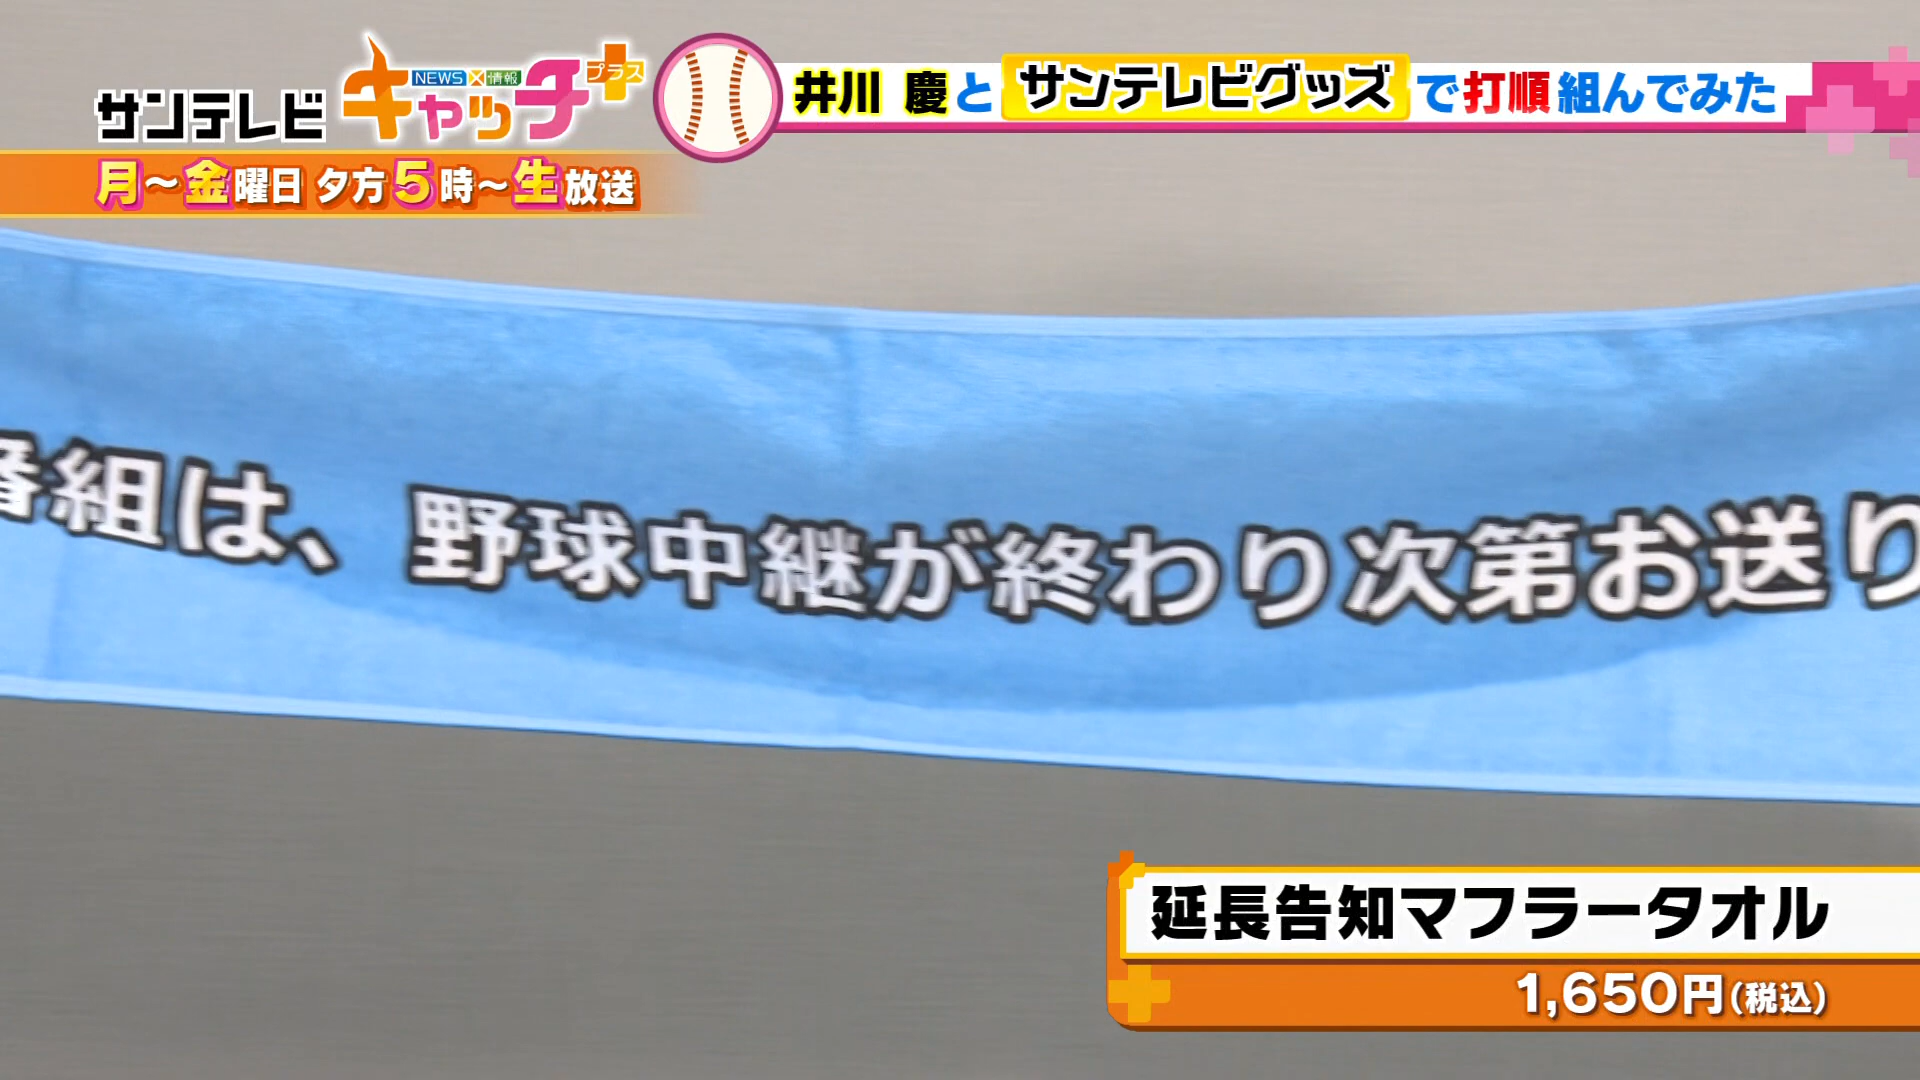 サンテレビ キャッチ+プラス
NEWS×情報
月~金曜日 夕方5時~生放送
井川 慶とサンテレビグッズで打順組んでみた
番組は、野球中継が終わり次第お送り
延長告知マフラータオル
1,650円(税込)